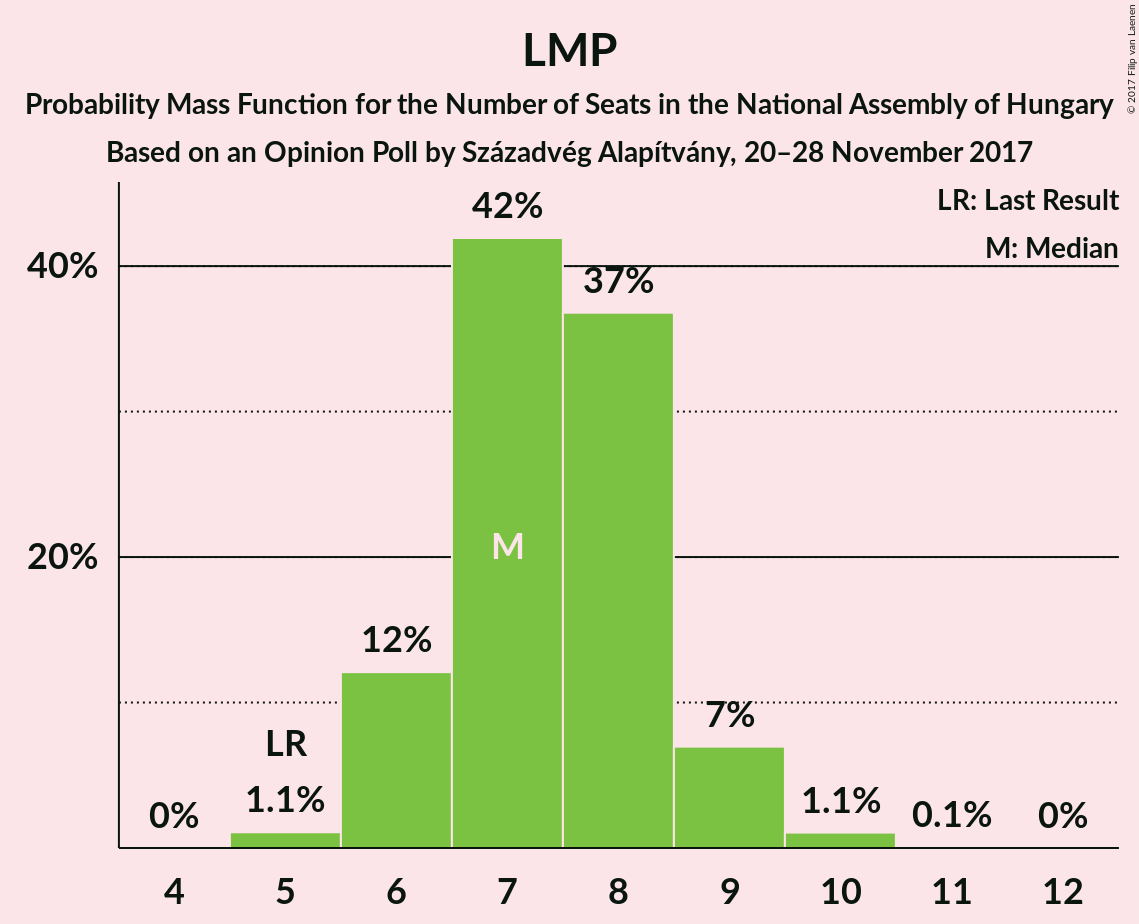 LMP
Probability Mass Function for the Number of Seats in the National Assembly of Hungary
Based on an Opinion Poll by Századvég Alapítvány, 20–28 November 2017
© 2017 Filip van Laenen
LR: Last Result
M: Median
42%
40%
37%
M
20%
12%
LR
7%
0%
1.1%
1.1%
0.1%
0%
4 5 6 7 8 9 10 11 12